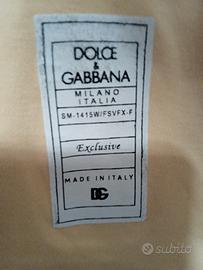 DOLCE
&
GABBANA
MILANO
ITALIA
SM-1415W/FSVFX-F
Exclusive
MADE IN ITALY
DG
subito